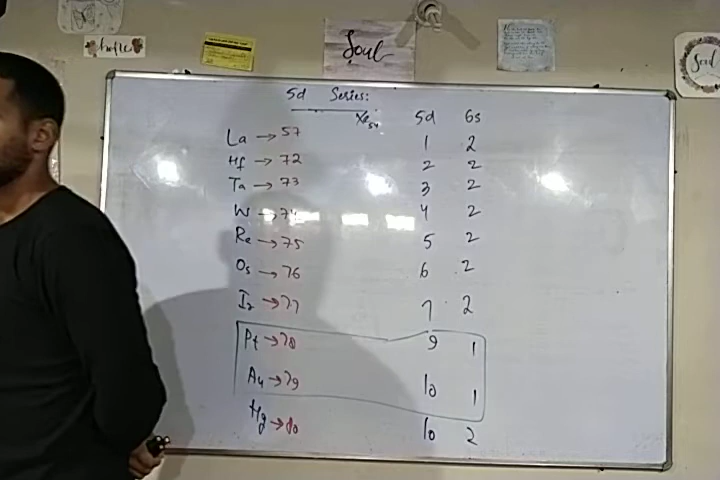 Soul
5d Series:
Xe54 5d 6s
La → 57 1 2
Hf → 72 2 2
Ta → 73 3 2
W → 74 4 2
Re → 75 5 2
Os → 76 6 2
Ir → 77 7 2
Pt → 78 9 1
Au → 79 10 1
Hg → 80 10 2